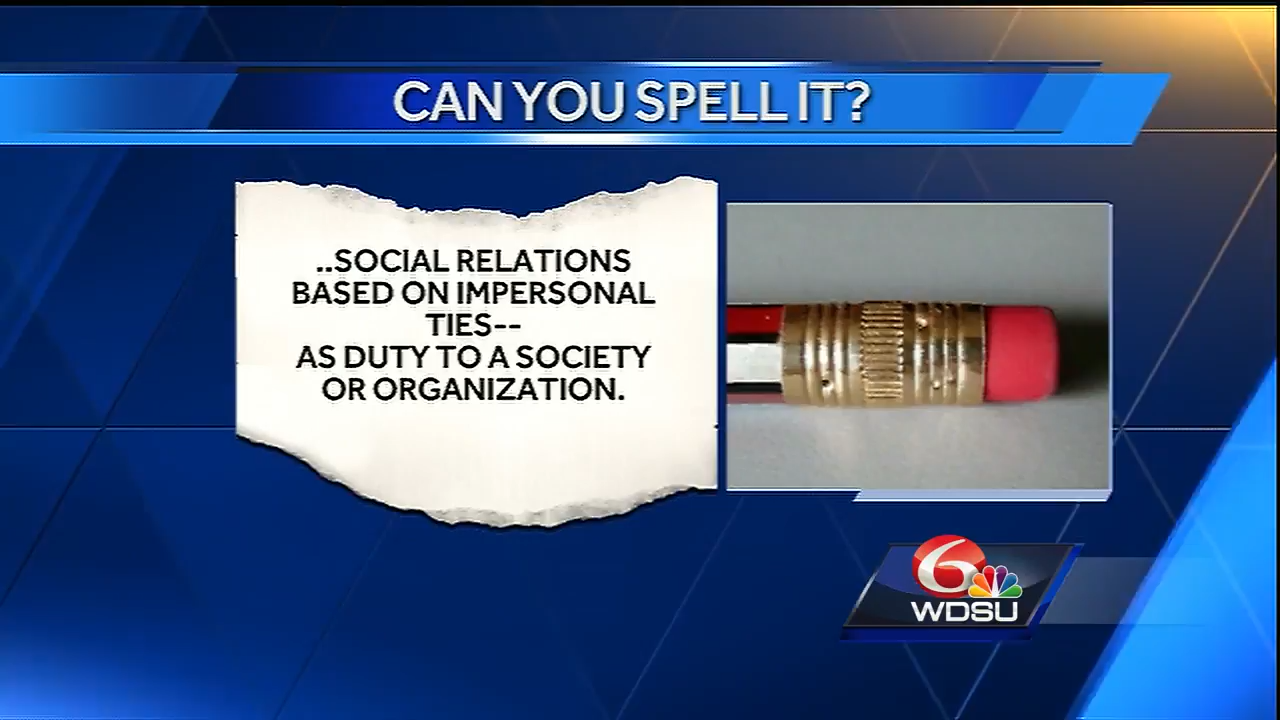 CAN YOU SPELL IT?
..SOCIAL RELATIONS
BASED ON IMPERSONAL
TIES--
AS DUTY TO A SOCIETY
OR ORGANIZATION.
6
WDSU